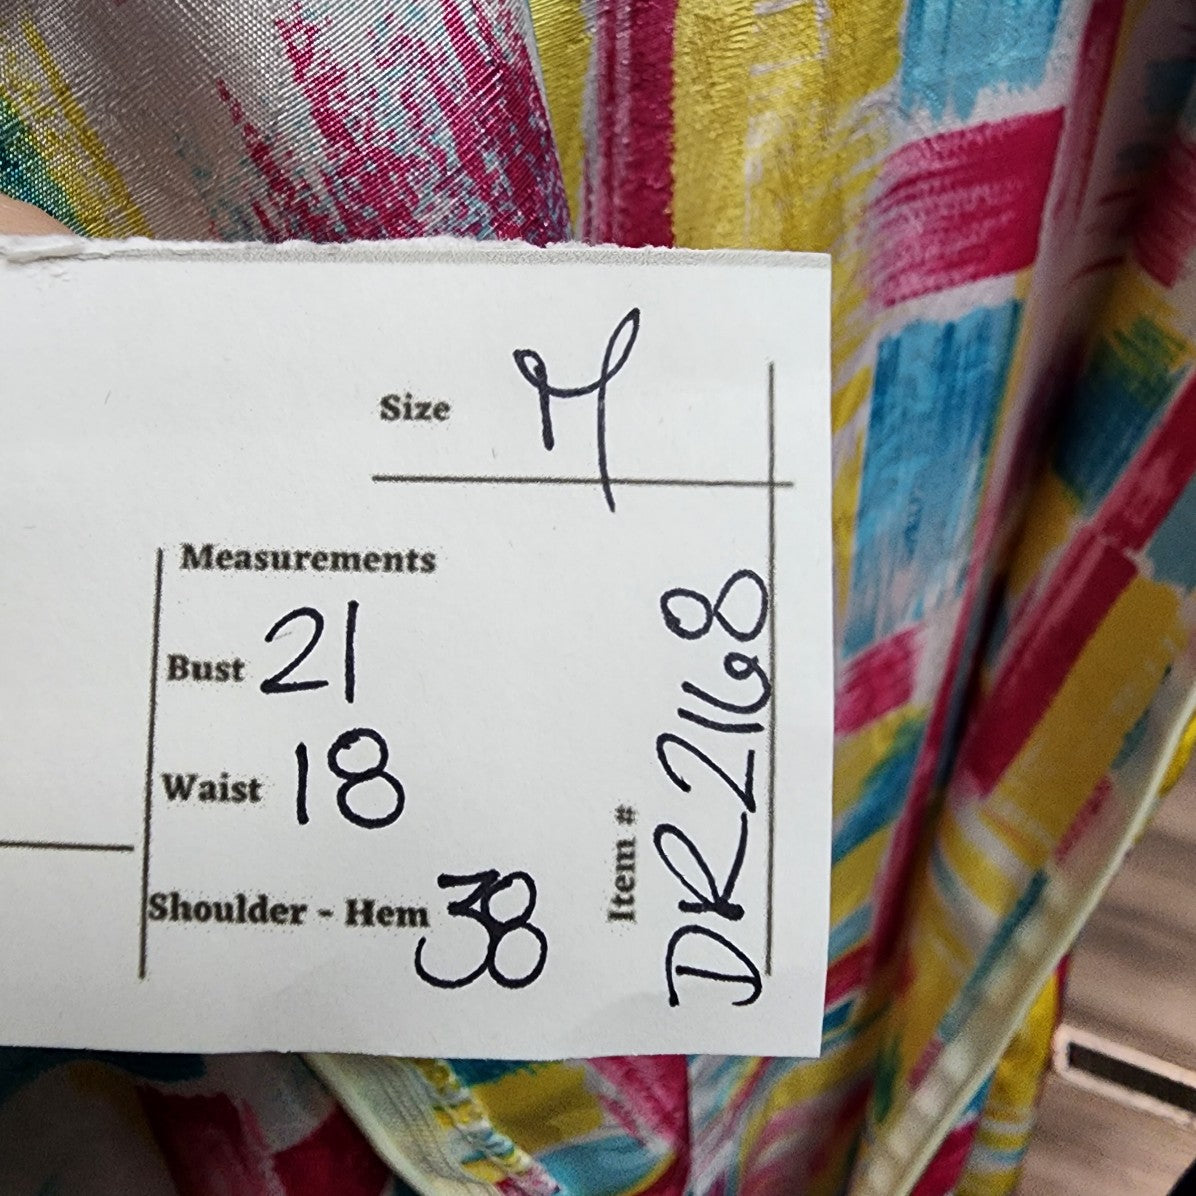 Size M
Measurements
Bust 21
Waist 18
Shoulder - Hem 38
Item # DR2168